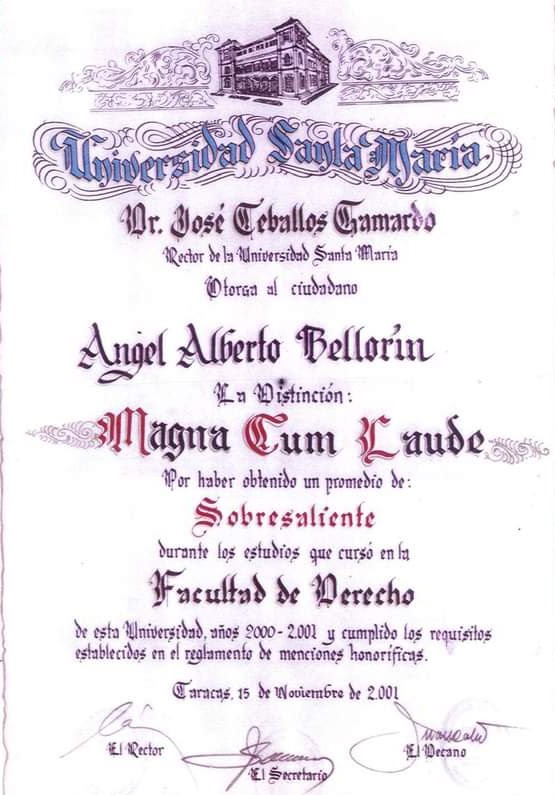 Universidad Santa María
Dr. José Ceballos Gamardo
Rector de la Universidad Santa María
Otorga al ciudadano
Angel Alberto Bellorín
La Distinción:
Magna Cum Laude
Por haber obtenido un promedio de:
Sobresaliente
durante los estudios que cursó en la
Facultad de Derecho
de esta Universidad, años 2000-2.001 y cumplido los requisitos
establecidos en el reglamento de menciones honoríficas.
Caracas, 15 de Noviembre de 2.001
El Rector
El Secretario
El Decano